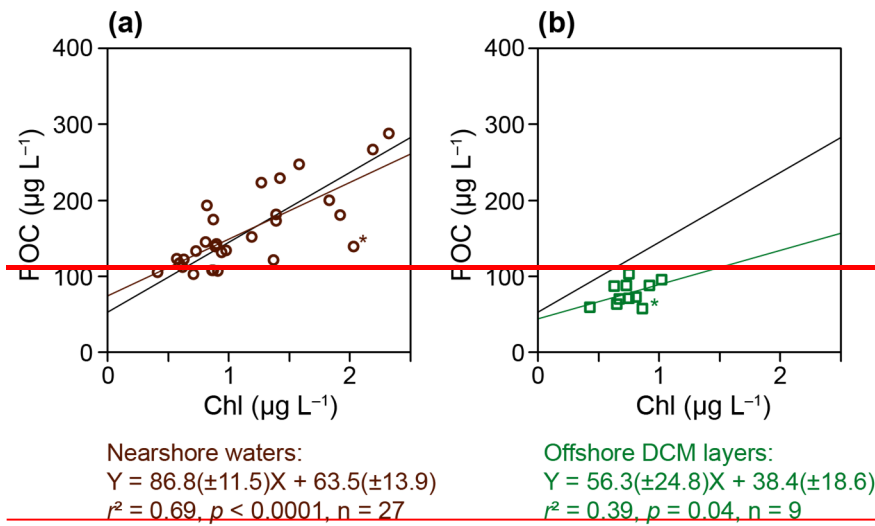 (a)
(b)
400
300
200
100
0
POC (µg L⁻¹)
*
0
1
2
Chl (µg L⁻¹)
400
300
200
100
0
POC (µg L⁻¹)
*
0
1
2
Chl (µg L⁻¹)
Nearshore waters:
Y = 86.8(±11.5)X + 63.5(±13.9)
r² = 0.69, p < 0.0001, n = 27
Offshore DCM layers:
Y = 56.3(±24.8)X + 38.4(±18.6)
r² = 0.39, p = 0.04, n = 9